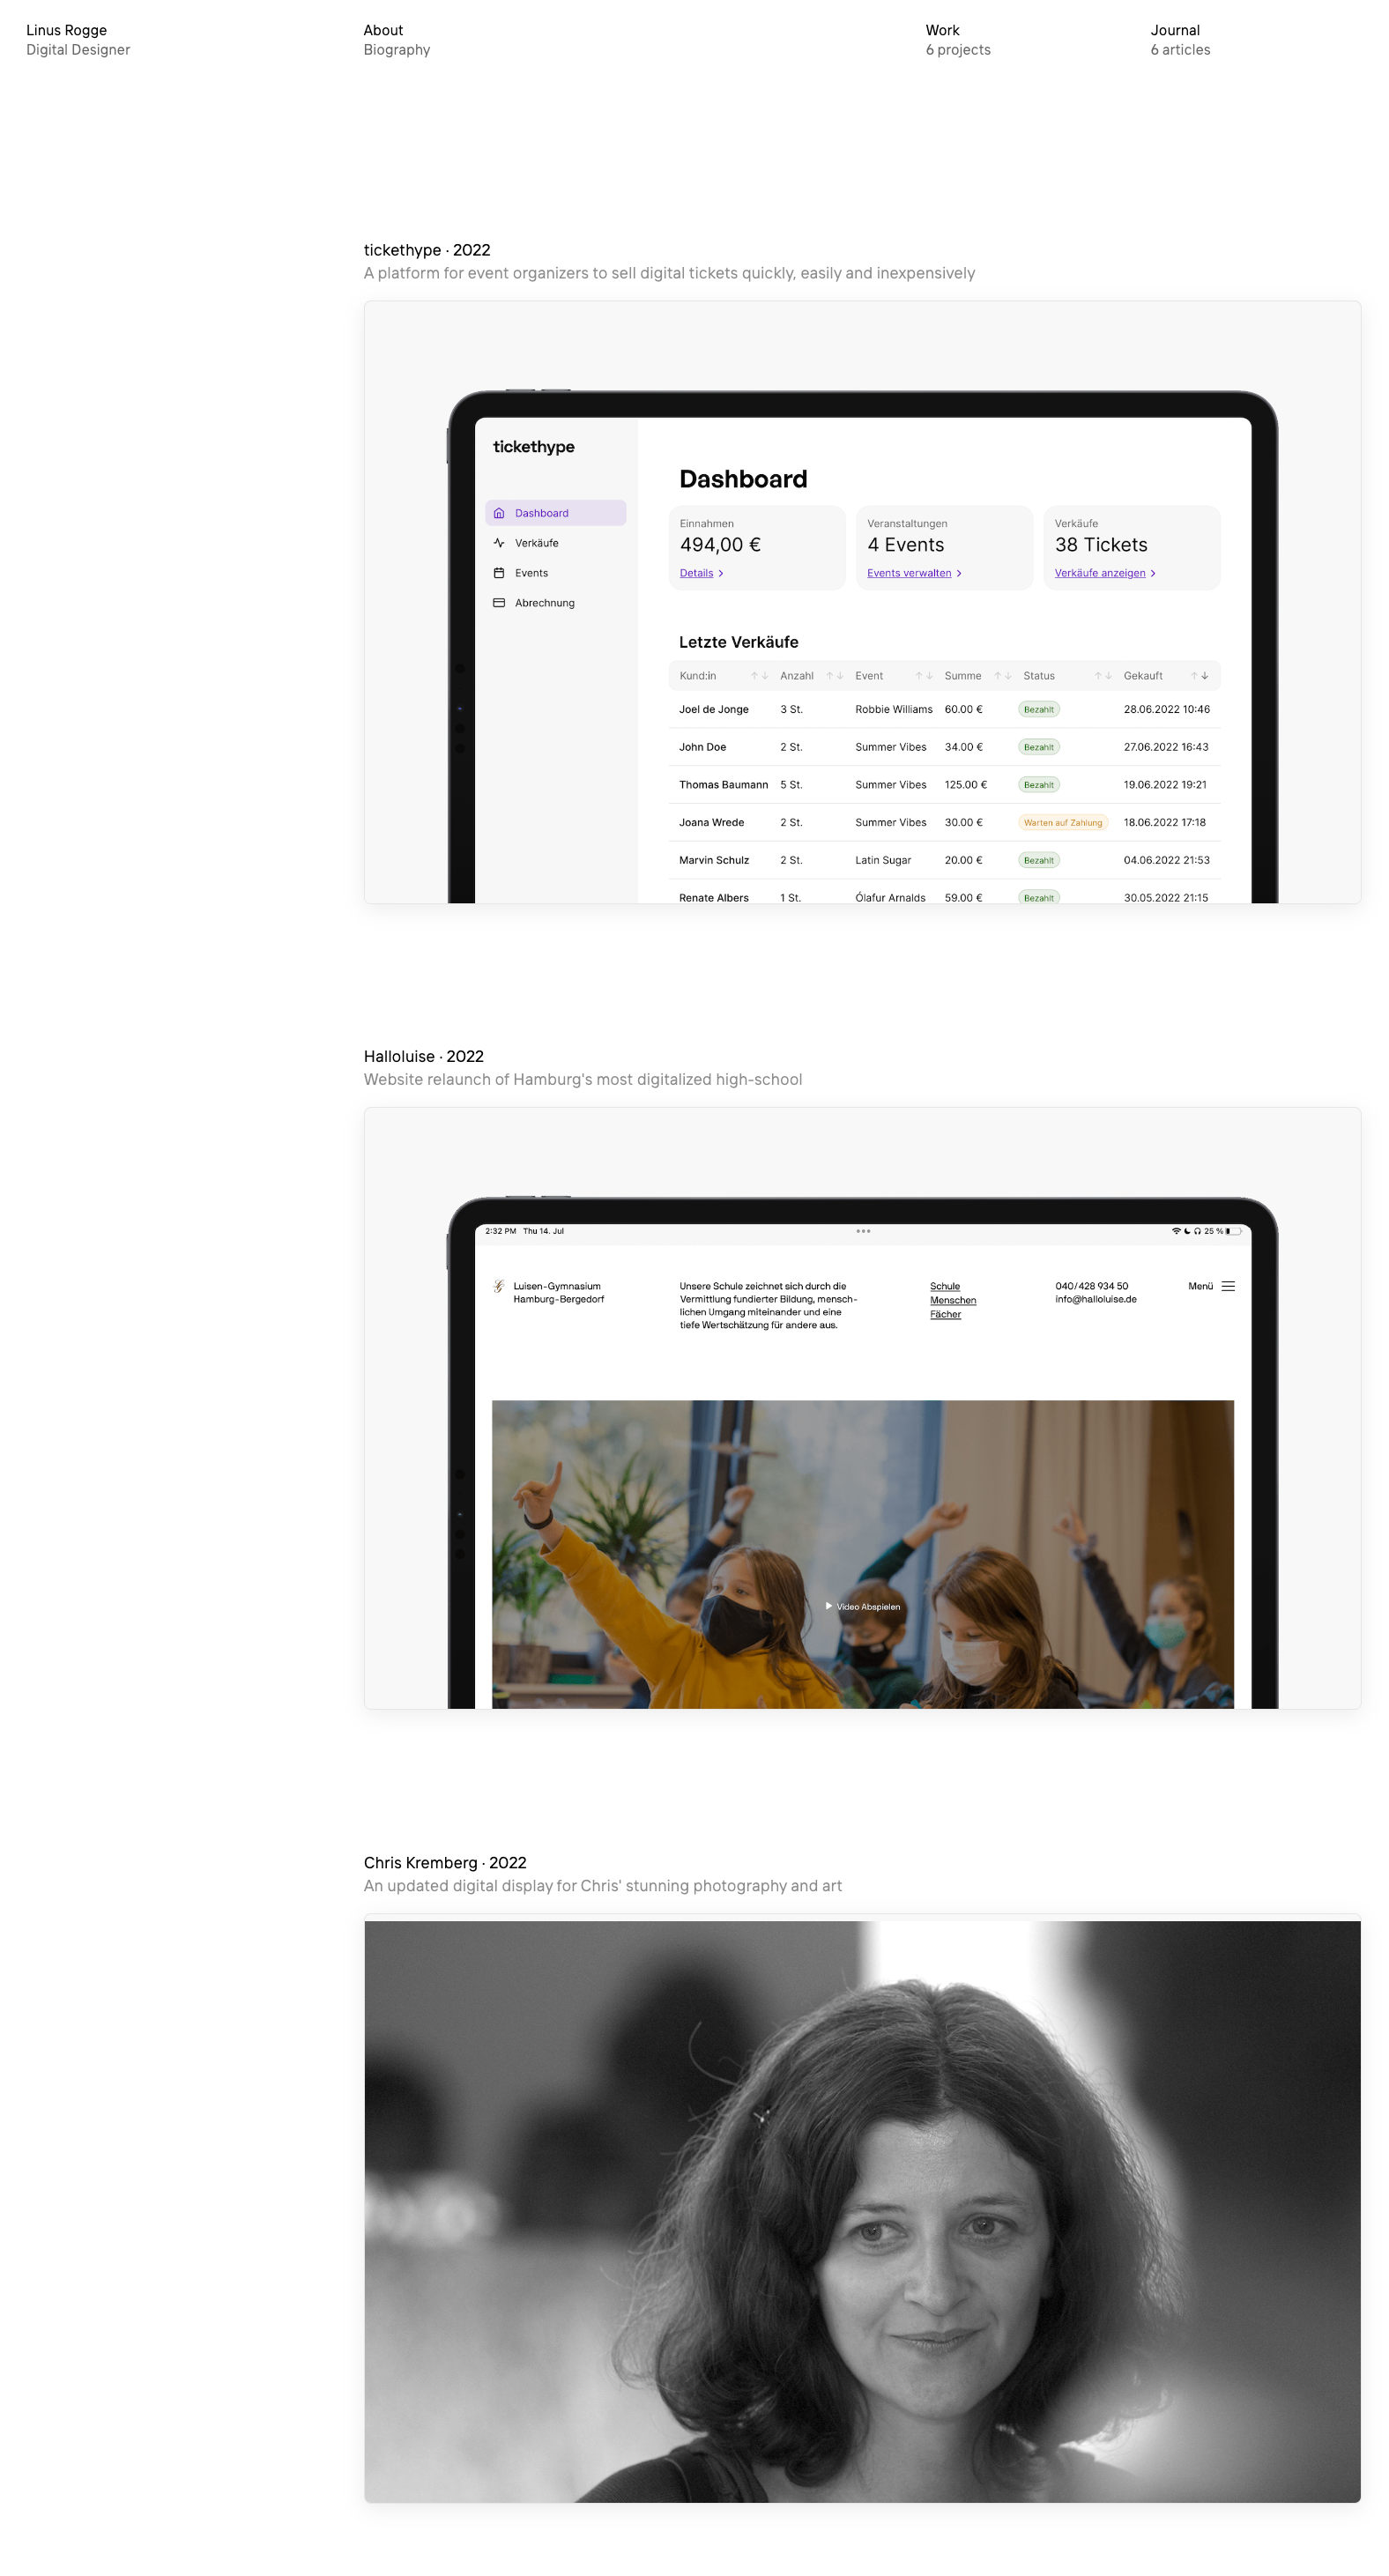 Linus Rogge
Digital Designer
About
Biography
Work
6 projects
Journal
6 articles
tickethype · 2022
A platform for event organizers to sell digital tickets quickly, easily and inexpensively
tickethype
Dashboard
Verkäufe
Events
Abrechnung
Dashboard
Einnahmen
494,00 €
Details
Veranstaltungen
4 Events
Events verwalten
Verkäufe
38 Tickets
Verkäufe anzeigen
Letzte Verkäufe
Kund:in Anzahl Event Summe Status Gekauft
Joel de Jonge 3 St. Robbie Williams 60.00 € Bezahlt 28.06.2022 10:46
John Doe 2 St. Summer Vibes 34.00 € Bezahlt 27.06.2022 16:43
Thomas Baumann 5 St. Summer Vibes 125.00 € Bezahlt 19.06.2022 19:21
Joana Wrede 2 St. Summer Vibes 30.00 € Warten auf Zahlung 18.06.2022 17:18
Marvin Schulz 2 St. Latin Sugar 20.00 € Bezahlt 04.06.2022 21:53
Renate Albers 1 St. Ólafur Arnalds 59.00 € Bezahlt 30.05.2022 21:15
Halloluise · 2022
Website relaunch of Hamburg's most digitalized high-school
2:32 PM Thu 14. Jul
25 %
Luisen-Gymnasium
Hamburg-Bergedorf
Unsere Schule zeichnet sich durch die
Vermittlung fundierter Bildung, mensch-
lichen Umgang miteinander und eine
tiefe Wertschätzung für andere aus.
Schule
Menschen
Fächer
040/428 934 50
info@halloluise.de
Menü
Video Abspielen
Chris Kremberg · 2022
An updated digital display for Chris' stunning photography and art